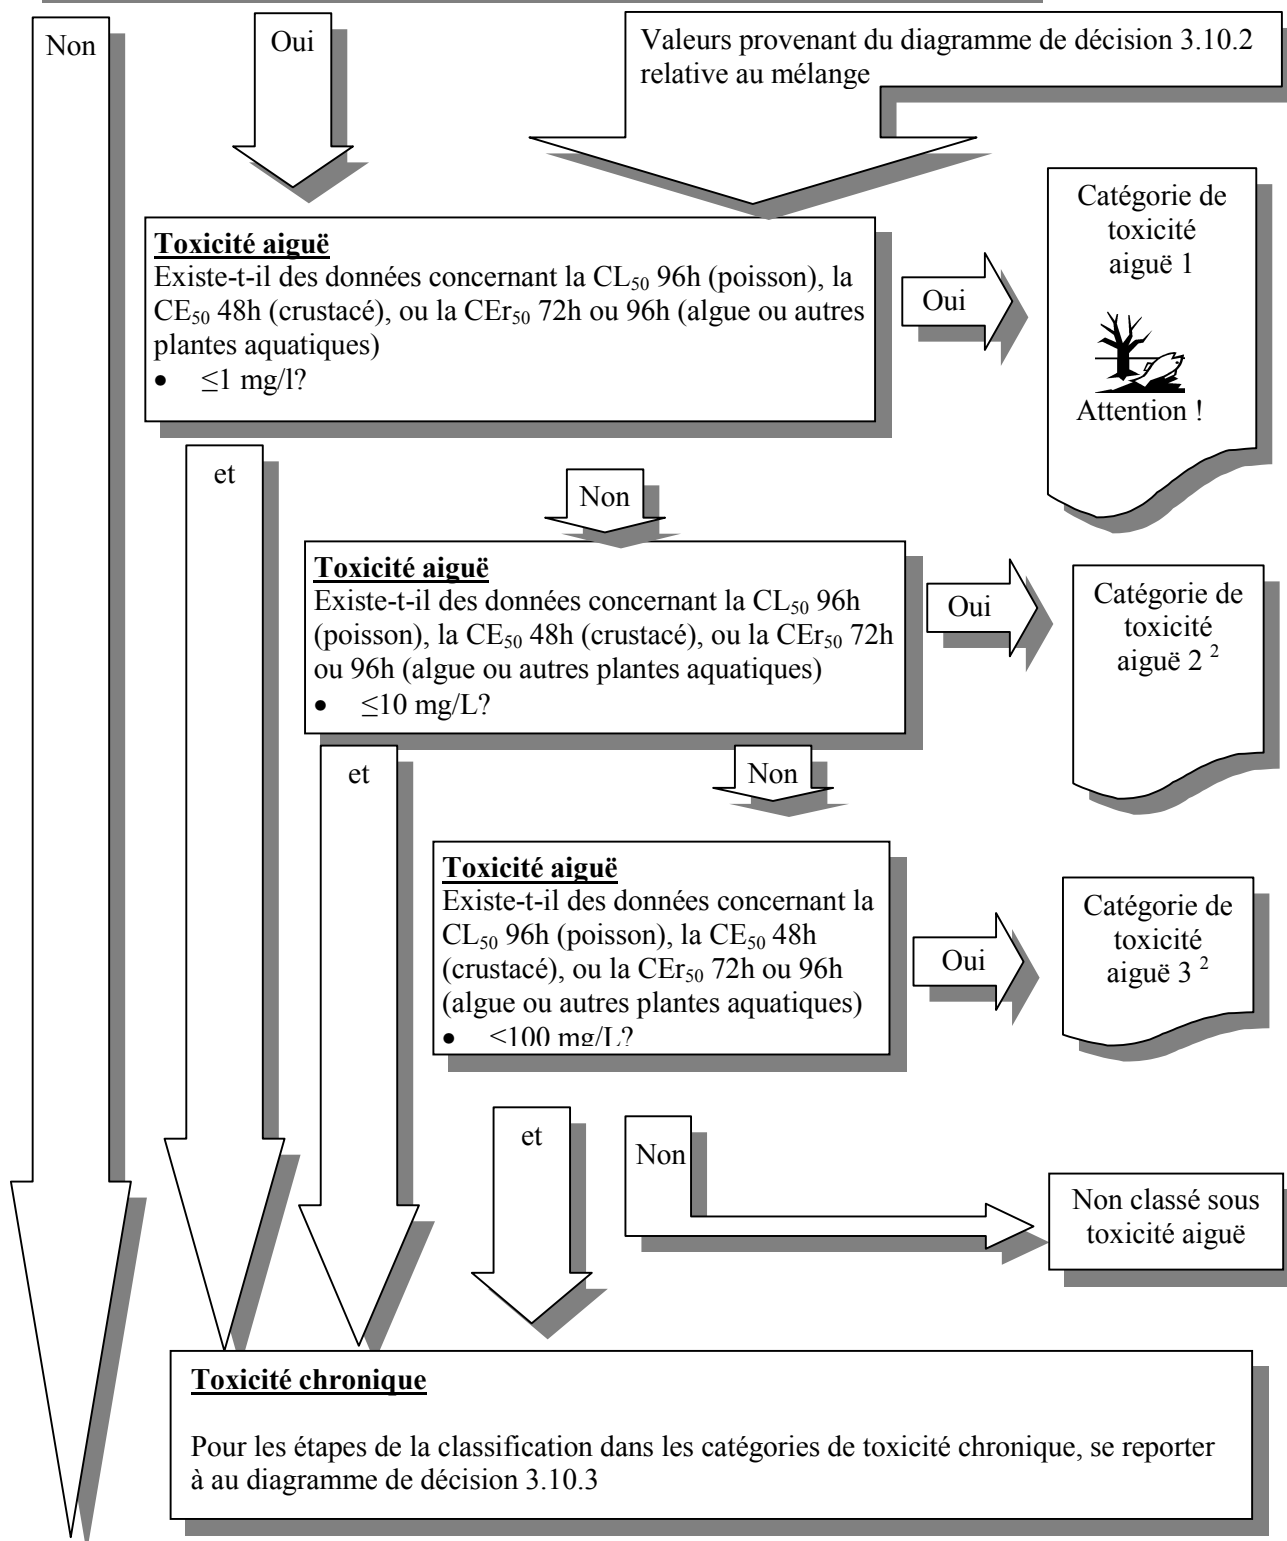 Non
Oui
Valeurs provenant du diagramme de décision 3.10.2
relative au mélange
Toxicité aiguë
Existe-t-il des données concernant la CL₅₀ 96h (poisson), la
CE₅₀ 48h (crustacé), ou la CEr₅₀ 72h ou 96h (algue ou autres
plantes aquatiques)
• ≤1 mg/l?
Oui
Catégorie de
toxicité
aiguë 1
Attention !
et
Non
Toxicité aiguë
Existe-t-il des données concernant la CL₅₀ 96h
(poisson), la CE₅₀ 48h (crustacé), ou la CEr₅₀ 72h
ou 96h (algue ou autres plantes aquatiques)
• ≤10 mg/L?
Oui
Catégorie de
toxicité
aiguë 2 ²
et
Non
Toxicité aiguë
Existe-t-il des données concernant la
CL₅₀ 96h (poisson), la CE₅₀ 48h
(crustacé), ou la CEr₅₀ 72h ou 96h
(algue ou autres plantes aquatiques)
• <100 mg/L?
Oui
Catégorie de
toxicité
aiguë 3 ²
et
Non
Non classé sous
toxicité aiguë
Toxicité chronique
Pour les étapes de la classification dans les catégories de toxicité chronique, se reporter
à au diagramme de décision 3.10.3